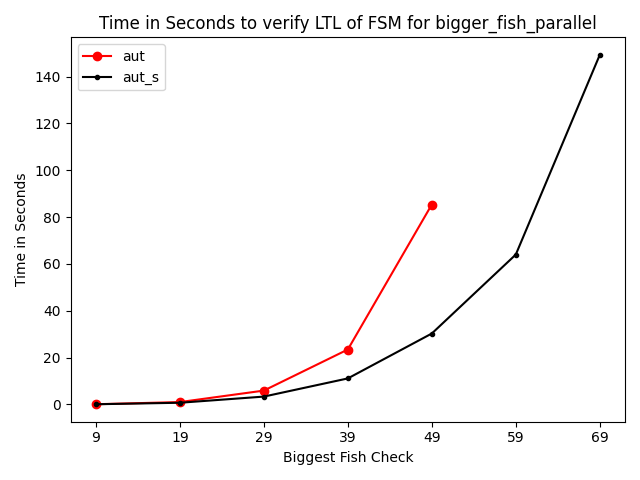 Time in Seconds to verify LTL of FSM for bigger_fish_parallel
aut
aut_s
Time in Seconds
140
120
100
80
60
40
20
0
9 19 29 39 49 59 69
Biggest Fish Check